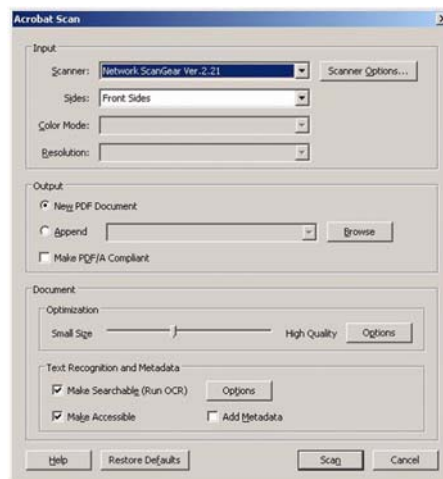 Acrobat Scan
Input
Scanner: Network ScanGear Ver.2.21 Scanner Options...
Sides: Front Sides
Color Mode:
Resolution:
Output
New PDF Document
Append Browse
Make PDF/A Compliant
Document
Optimization
Small Size High Quality Options
Text Recognition and Metadata
Make Searchable (Run OCR) Options
Make Accessible Add Metadata
Help Restore Defaults Scan Cancel